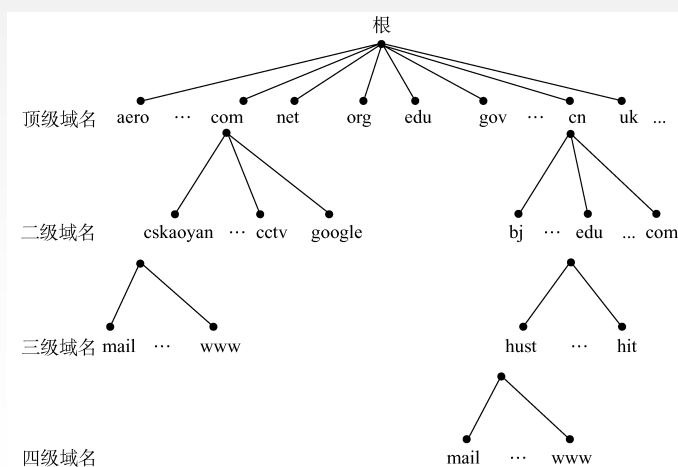 根
顶级域名 aero ··· com net org edu gov ··· cn uk ...
二级域名 cskaoyan ··· cctv google bj ··· edu ... com
三级域名 mail ··· www hust ··· hit
四级域名 mail ··· www